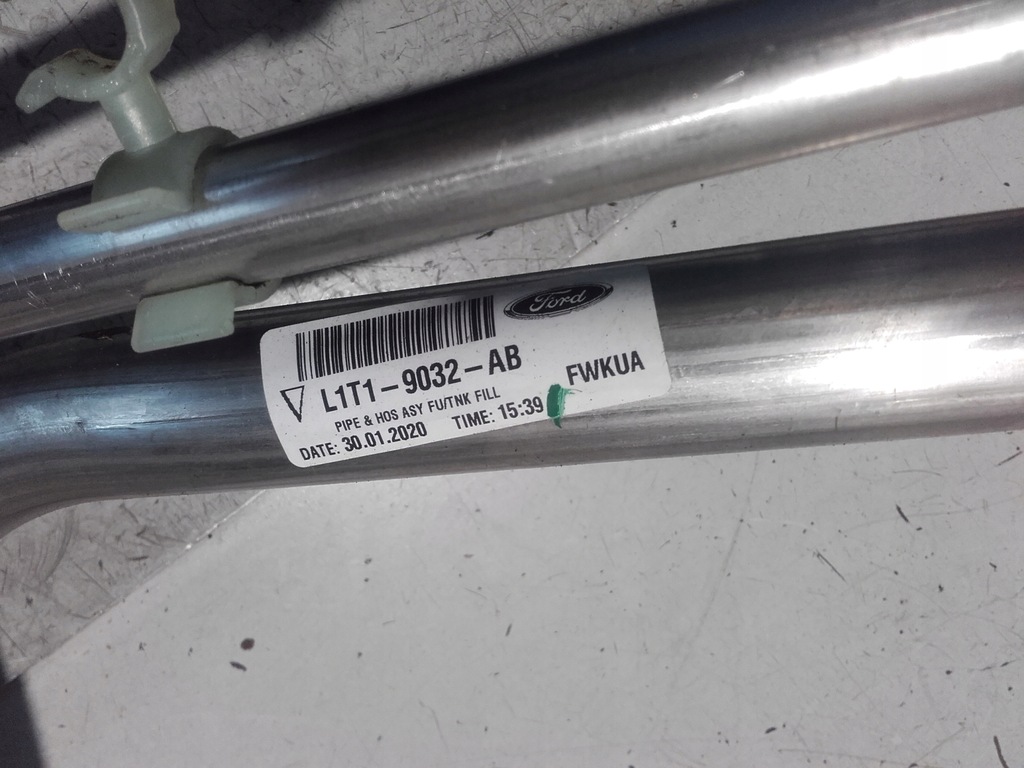 Ford
L1T1-9032-AB
FWKUA
PIPE & HOS ASY FU/TNK FILL
DATE: 30.01.2020 TIME: 15:39